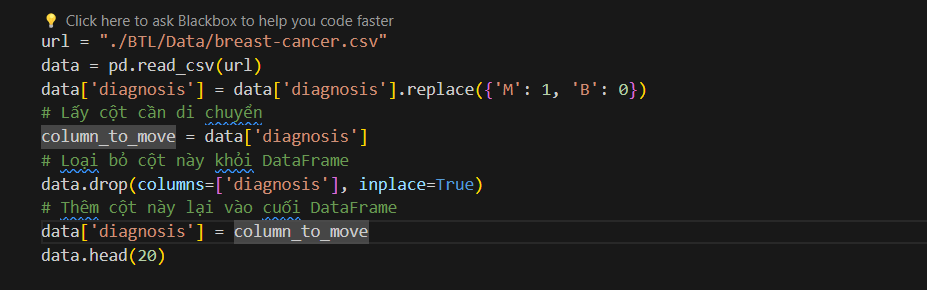 💡 Click here to ask Blackbox to help you code faster
url = "./BTL/Data/breast-cancer.csv"
data = pd.read_csv(url)
data['diagnosis'] = data['diagnosis'].replace({'M': 1, 'B': 0})
# Lấy cột cần di chuyển
column_to_move = data['diagnosis']
# Loại bỏ cột này khỏi DataFrame
data.drop(columns=['diagnosis'], inplace=True)
# Thêm cột này lại vào cuối DataFrame
data['diagnosis'] = column_to_move
data.head(20)